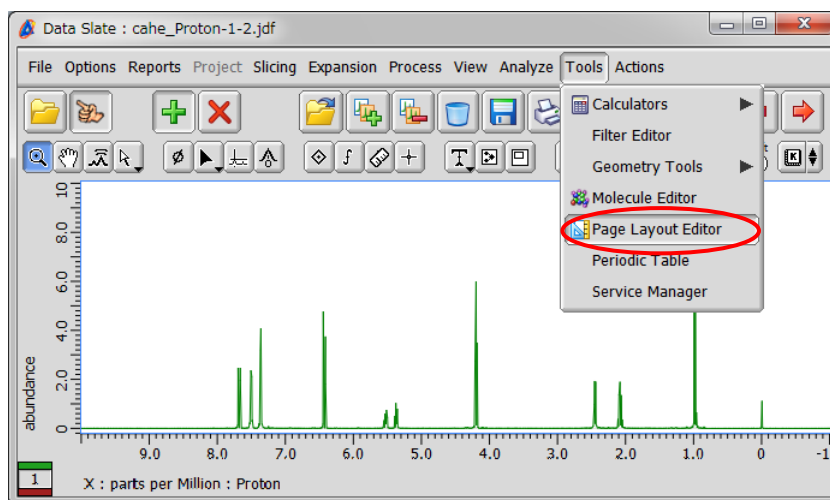 Data Slate : cahe_Proton-1-2.jdf
File Options Reports Project Slicing Expansion Process View Analyze Tools Actions
Calculators
Filter Editor
Geometry Tools
Molecule Editor
Page Layout Editor
Periodic Table
Service Manager
abundance
10
8.0
6.0
4.0
2.0
0
9.0 8.0 7.0 6.0 5.0 4.0 3.0 2.0 1.0 0 -1
1
X : parts per Million : Proton